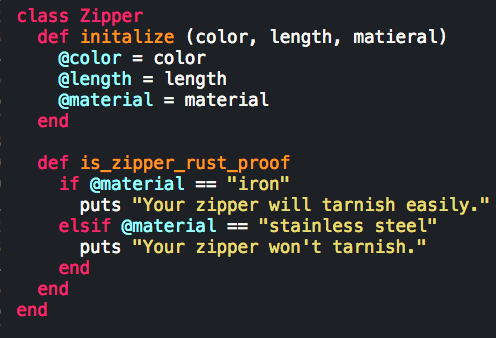 class Zipper
def initalize (color, length, matieral)
@color = color
@length = length
@material = material
end
def is_zipper_rust_proof
if @material == "iron"
puts "Your zipper will tarnish easily."
elsif @material == "stainless steel"
puts "Your zipper won't tarnish."
end
end
end